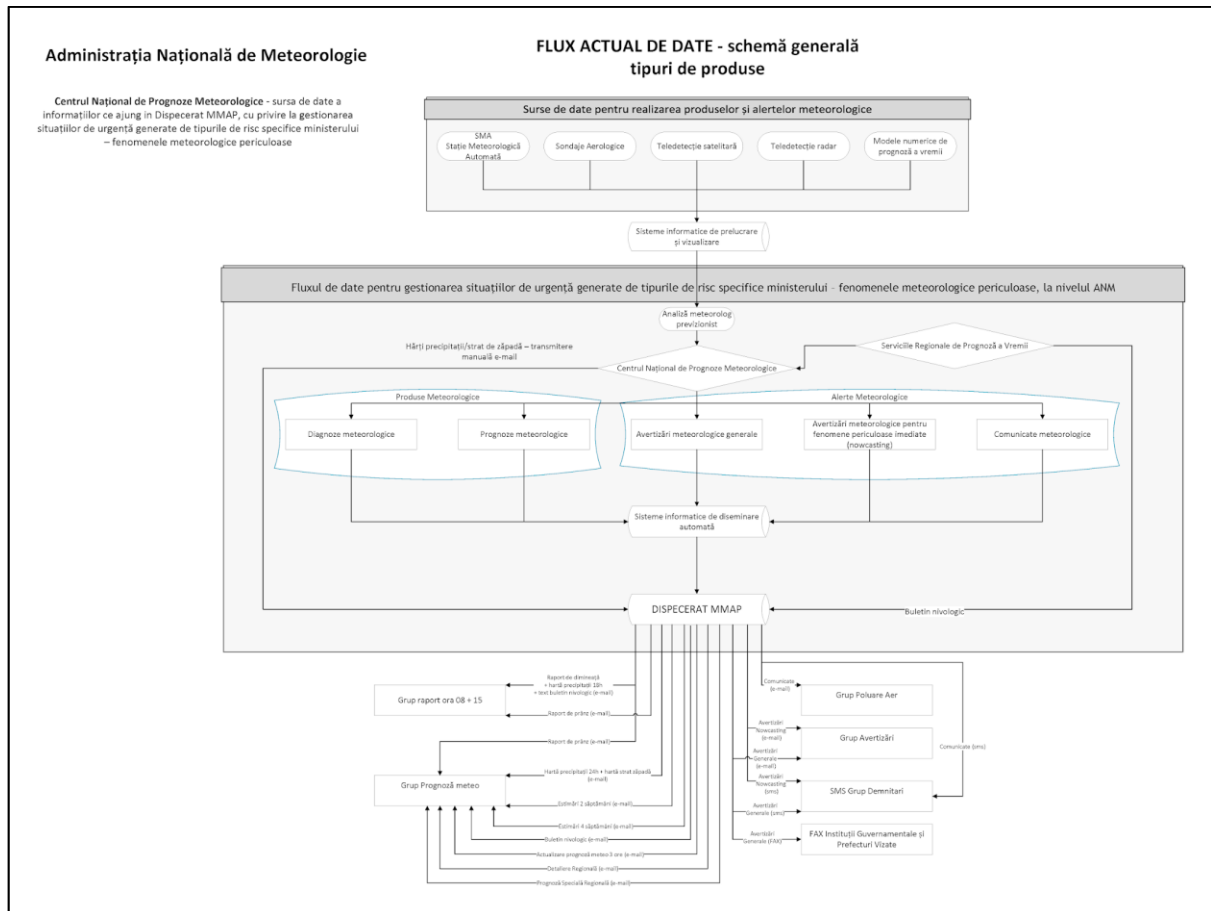 Administrația Națională de Meteorologie
FLUX ACTUAL DE DATE - schemă generală
tipuri de produse
Centrul Național de Prognoze Meteorologice - sursa de date a
informațiilor ce ajung in Dispecerat MMAP, cu privire la gestionarea
situațiilor de urgență generate de tipurile de risc specifice ministerului
– fenomenele meteorologice periculoase
Surse de date pentru realizarea produselor și alertelor meteorologice
SMA
Stație Meteorologică
Automată
Sondaje Aerologice
Teledetecție satelitară
Teledetecție radar
Modele numerice de
prognoză a vremii
Sisteme informatice de prelucrare
și vizualizare
Fluxul de date pentru gestionarea situațiilor de urgență generate de tipurile de risc specifice ministerului - fenomenele meteorologice periculoase, la nivelul ANM
Analiză meteorolog
previzionist
Hărți precipitații/strat de zăpadă – transmitere
manuală e-mail
Centrul Național de Prognoze Meteorologice
Serviciile Regionale de Prognoză a Vremii
Produse Meteorologice
Alerte Meteorologice
Diagnoze meteorologice
Prognoze meteorologice
Avertizări meteorologice generale
Avertizări meteorologice pentru
fenomene periculoase imediate
(nowcasting)
Comunicate meteorologice
Sisteme informatice de diseminare
automată
DISPECERAT MMAP
Buletin nivologic
Raport de dimineață
+ hartă precipitații 18h
+ text buletin nivologic (e-mail)
Grup raport ora 08 + 15
Raport de prânz (e-mail)
Raport de prânz (e-mail)
Hartă precipitații 24h + hartă strat zăpadă
(e-mail)
Grup Prognoză meteo
Estimări 2 săptămâni (e-mail)
Estimări 4 săptămâni (e-mail)
Buletin nivologic (e-mail)
Actualizare prognoză meteo 3 ore (e-mail)
Detaliere Regională (e-mail)
Prognoză Specială Regională (e-mail)
Comunicate
(e-mail)
Grup Poluare Aer
Avertizări
Nowcasting
(e-mail)
Grup Avertizări
Avertizări
Generale
(e-mail)
Comunicate (sms)
Avertizări
Nowcasting
(sms)
SMS Grup Demnitari
Avertizări
Generale (sms)
Avertizări
Generale (FAX)
FAX Instituții Guvernamentale și
Prefecturi Vizate